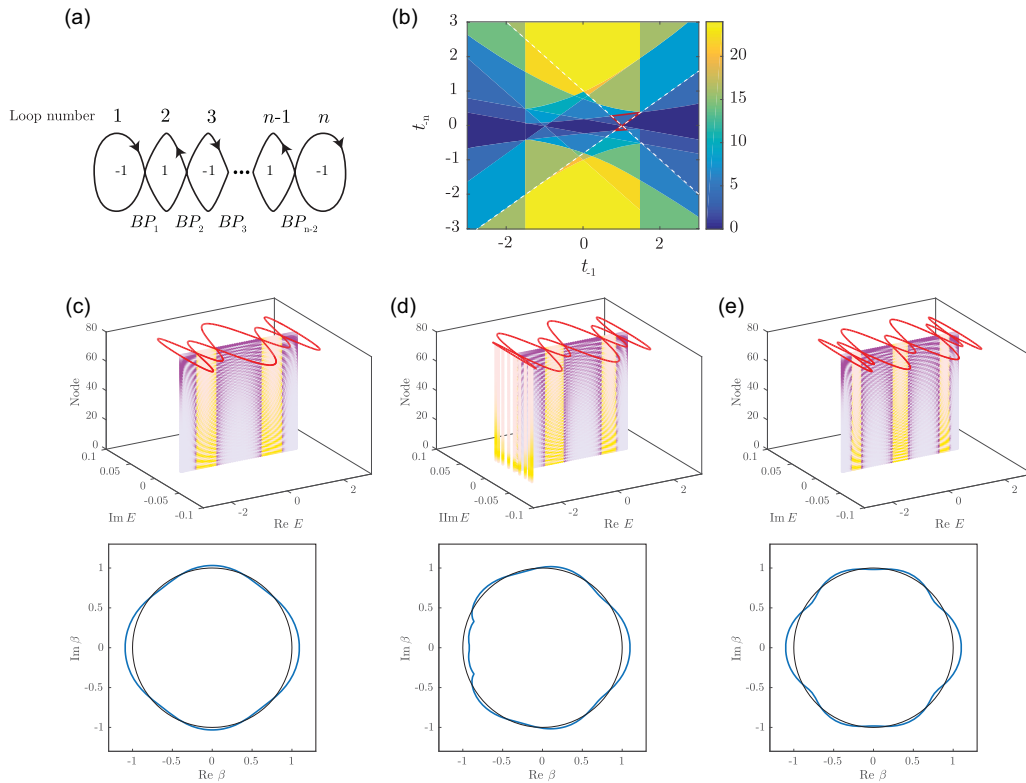 (a)
Loop number 1 2 3 n-1 n
-1 1 -1 ••• 1 -1
BP₁ BP₂ BP₃ BPₙ₋₂
(b)
3
2
1
0
-1
-2
-3
t₋ₙ
-2 0 2
t₋₁
20
15
10
5
0
(c)
80
60
40
20
0
Node
0.1
0.05
0
-0.05
-0.1
Im E
-2
0
2
Re E
(d)
80
60
40
20
0
Node
0.1
0.05
0
-0.05
-0.1
IIm E
-2
0
2
Re E
(e)
80
60
40
20
0
Node
0.1
0.05
0
-0.05
-0.1
Im E
-2
0
2
Re E
1
0.5
0
-0.5
-1
Im β
-1 -0.5 0 0.5 1
Re β
1
0.5
0
-0.5
-1
Im β
-1 -0.5 0 0.5 1
Re β
1
0.5
0
-0.5
-1
Im β
-1 -0.5 0 0.5 1
Re β